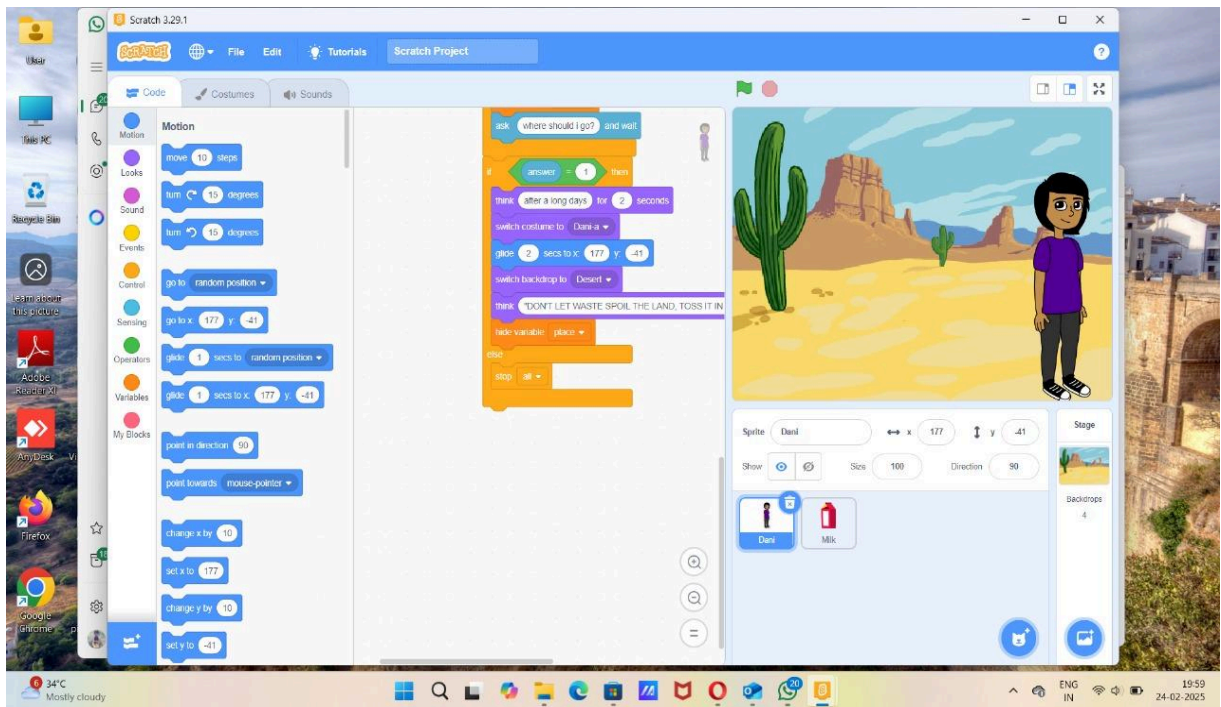 Scratch 3.29.1
SCRATCH File Edit Tutorials Scratch Project
Code Costumes Sounds
User
This PC
Recycle Bin
Learn about
this picture
Adobe
Reader XI
AnyDesk
Firefox
Google
Chrome
Motion
Looks
Sound
Events
Control
Sensing
Operators
Variables
My Blocks
Motion
move 10 steps
turn 15 degrees
turn 15 degrees
go to random position
go to x: 177 y: -41
glide 1 secs to random position
glide 1 secs to x: 177 y: -41
point in direction 90
point towards mouse-pointer
change x by 10
set x to 177
change y by 10
set y to -41
ask where should i go? and wait
if answer = 1 then
think after a long days for 2 seconds
switch costume to Dani-a
glide 2 secs to x: 177 y: -41
switch backdrop to Desert
think "DON'T LET WASTE SPOIL THE LAND, TOSS IT IN
hide variable place
else
stop all
Sprite Dani x 177 y -41
Show Size 100 Direction 90
Dani
Milk
Stage
Backdrops
4
34°C
Mostly cloudy
20
ENG
IN
19:59
24-02-2025